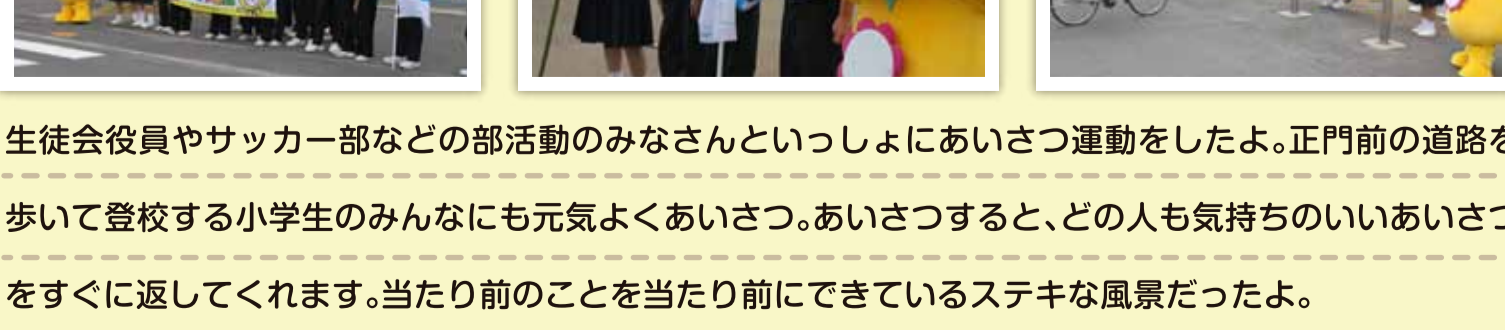 生徒会役員やサッカー部などの部活動のみなさんといっしょにあいさつ運動をしたよ。正門前の道路を
歩いて登校する小学生のみんなにも元気よくあいさつ。あいさつすると、どの人も気持ちのいいあいさつ
をすぐに返してくれます。当たり前のことを当たり前にできているステキな風景だったよ。